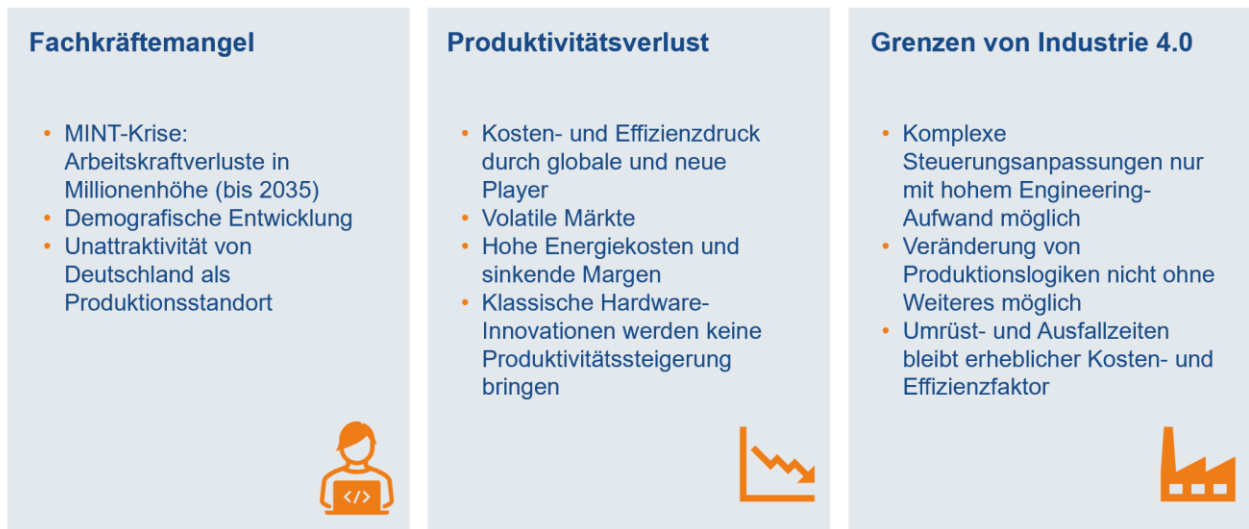 Fachkräftemangel
• MINT-Krise:
Arbeitskraftverluste in
Millionenhöhe (bis 2035)
• Demografische Entwicklung
• Unattraktivität von
Deutschland als
Produktionsstandort
</>
Produktivitätsverlust
• Kosten- und Effizienzdruck
durch globale und neue
Player
• Volatile Märkte
• Hohe Energiekosten und
sinkende Margen
• Klassische Hardware-
Innovationen werden keine
Produktivitätssteigerung
bringen
Grenzen von Industrie 4.0
• Komplexe
Steuerungsanpassungen nur
mit hohem Engineering-
Aufwand möglich
• Veränderung von
Produktionslogiken nicht ohne
Weiteres möglich
• Umrüst- und Ausfallzeiten
bleibt erheblicher Kosten- und
Effizienzfaktor